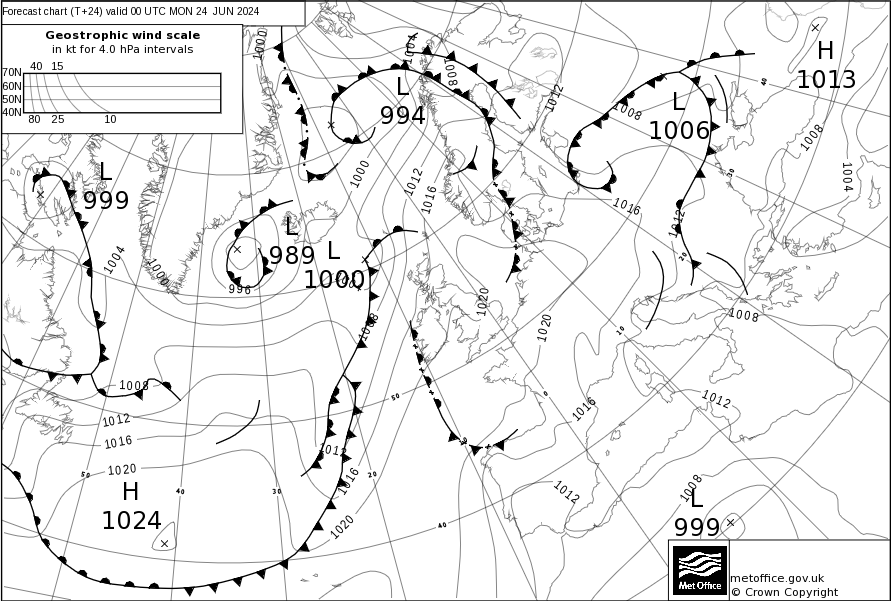 Forecast chart (T+24) valid 00 UTC MON 24 JUN 2024
Geostrophic wind scale
in kt for 4.0 hPa intervals
40 15
70N
60N
50N
40N
80 25 10
1000
1004
1008
1012
1008
H
1013
L
994
L
1006
1008
40
1008
L
999
1000
1012
1016
1016
1004
30
1012
L
989
L
1000
1004
1000
996
20
1020
1008
1020
1008
10
1008
50
0
1012
1016
1012
1016
1012
50
1020
50
1016
20
1012
1008
H
1024
40
30
1020
40
L
999
Met Office
metoffice.gov.uk
© Crown Copyright